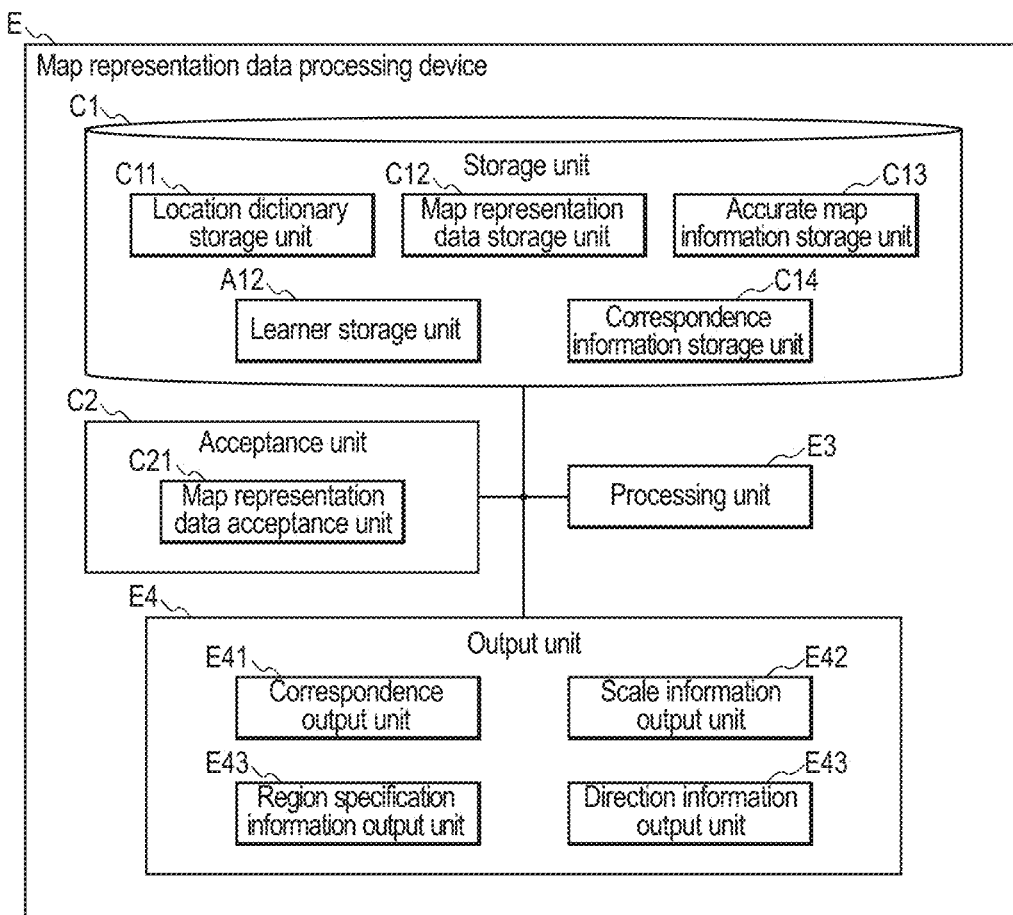 E
Map representation data processing device
C1
Storage unit
C11
C12
C13
Location dictionary
storage unit
Map representation
data storage unit
Accurate map
information storage unit
A12
C14
Learner storage unit
Correspondence
information storage unit
C2
Acceptance unit
C21
Map representation
data acceptance unit
E3
Processing unit
E4
Output unit
E41
E42
Correspondence
output unit
Scale information
output unit
E43
E43
Region specification
information output unit
Direction information
output unit